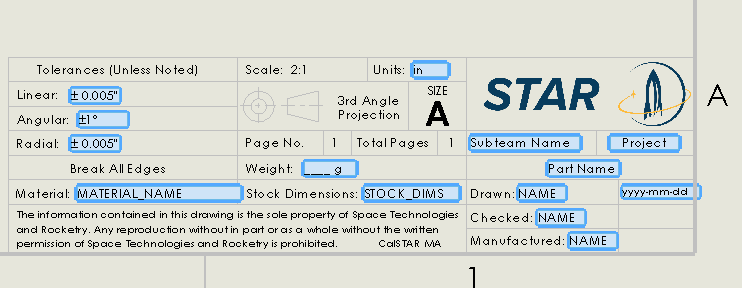 Tolerances (Unless Noted)
Linear: ± 0.005"
Angular: ±1°
Radial: ± 0.005"
Break All Edges
Material: MATERIAL_NAME
Scale: 2:1
Units: in
3rd Angle
Projection
SIZE
A
Page No. 1 Total Pages 1
Weight: ____ g
Stock Dimensions: STOCK_DIMS
The information contained in this drawing is the sole property of Space Technologies
and Rocketry. Any reproduction without in part or as a whole without the written
permission of Space Technologies and Rocketry is prohibited. CalSTAR MA
STAR
Subteam Name Project
Part Name
Drawn: NAME yyyy-mm-dd
Checked: NAME
Manufactured: NAME
A
1